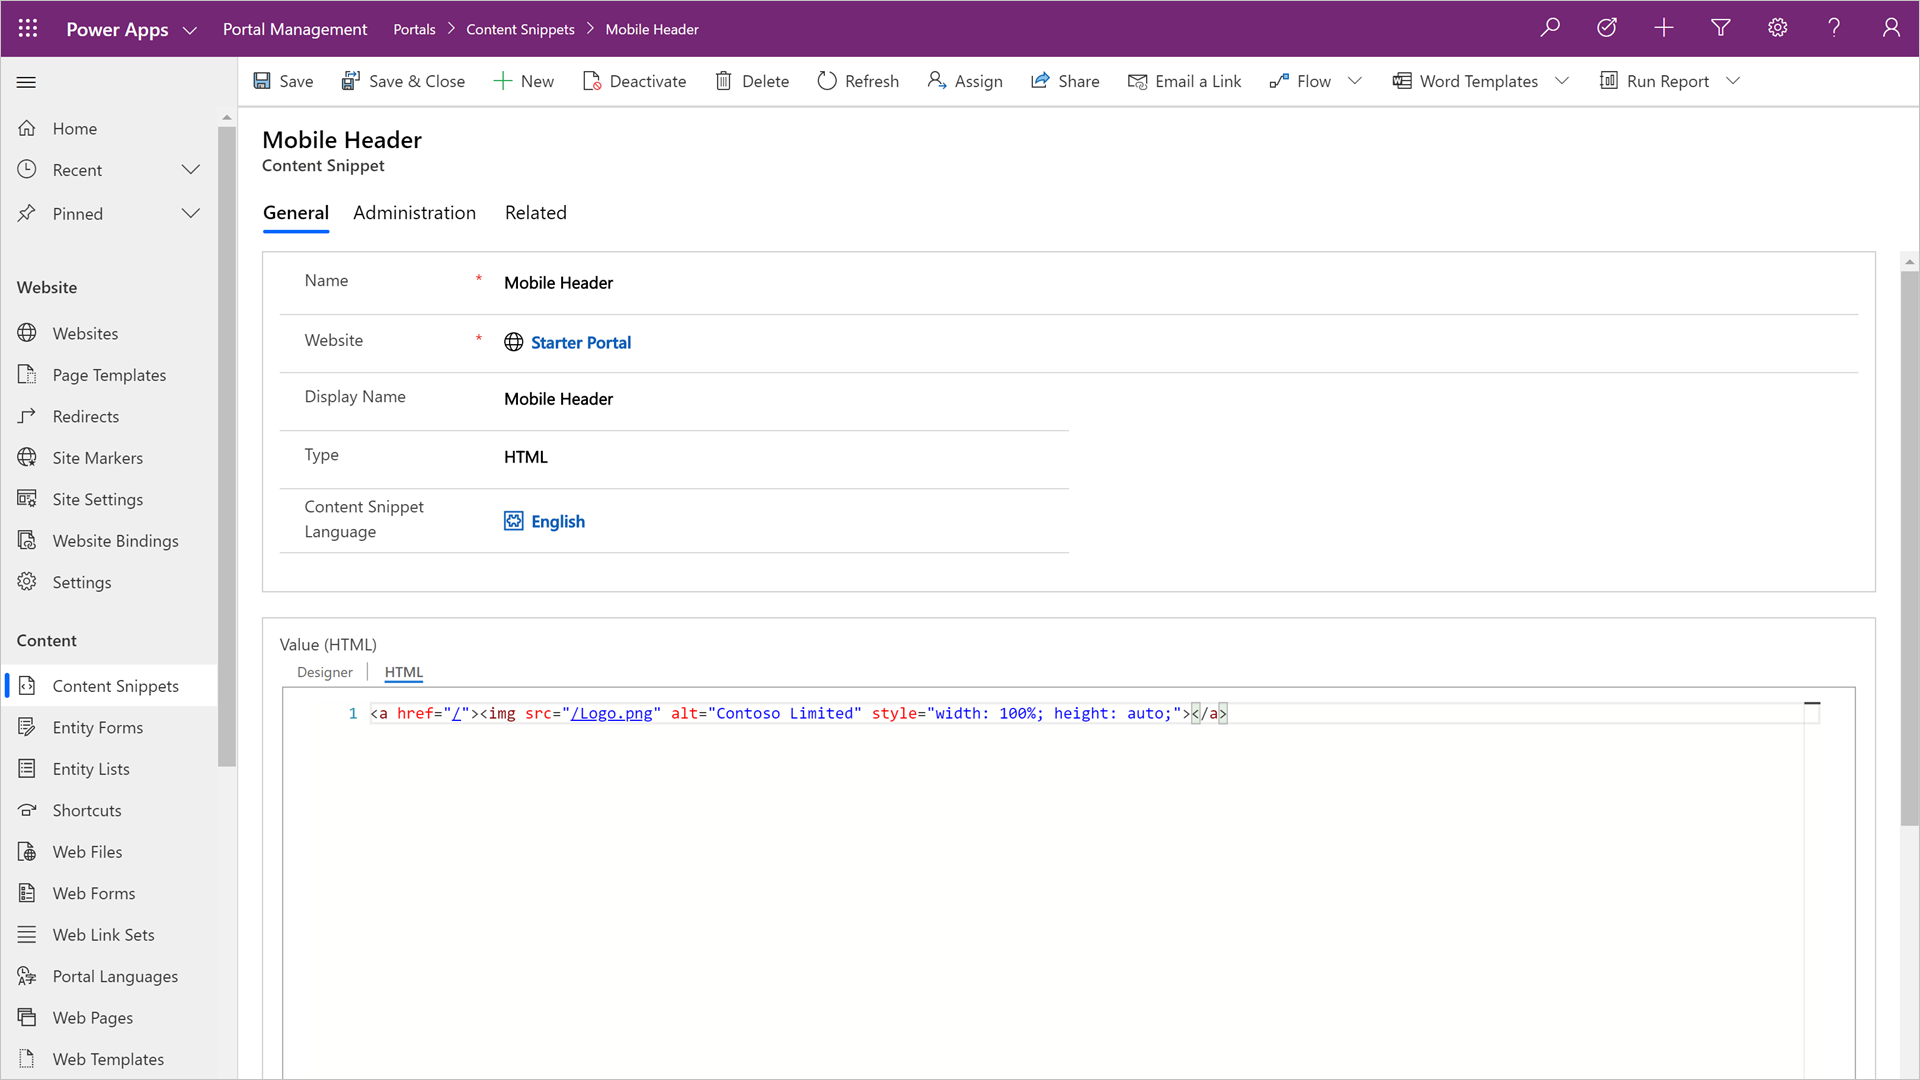 Power Apps Portal Management Portals Content Snippets Mobile Header
Save Save & Close New Deactivate Delete Refresh Assign Share Email a Link Flow Word Templates Run Report
Home
Recent
Pinned
Website
Websites
Page Templates
Redirects
Site Markers
Site Settings
Website Bindings
Settings
Content
Content Snippets
Entity Forms
Entity Lists
Shortcuts
Web Files
Web Forms
Web Link Sets
Portal Languages
Web Pages
Web Templates
Mobile Header
Content Snippet
General Administration Related
Name * Mobile Header
Website * Starter Portal
Display Name Mobile Header
Type HTML
Content Snippet
Language English
Value (HTML)
Designer HTML
1 <a href="/"><img src="/Logo.png" alt="Contoso Limited" style="width: 100%; height: auto;"></a>